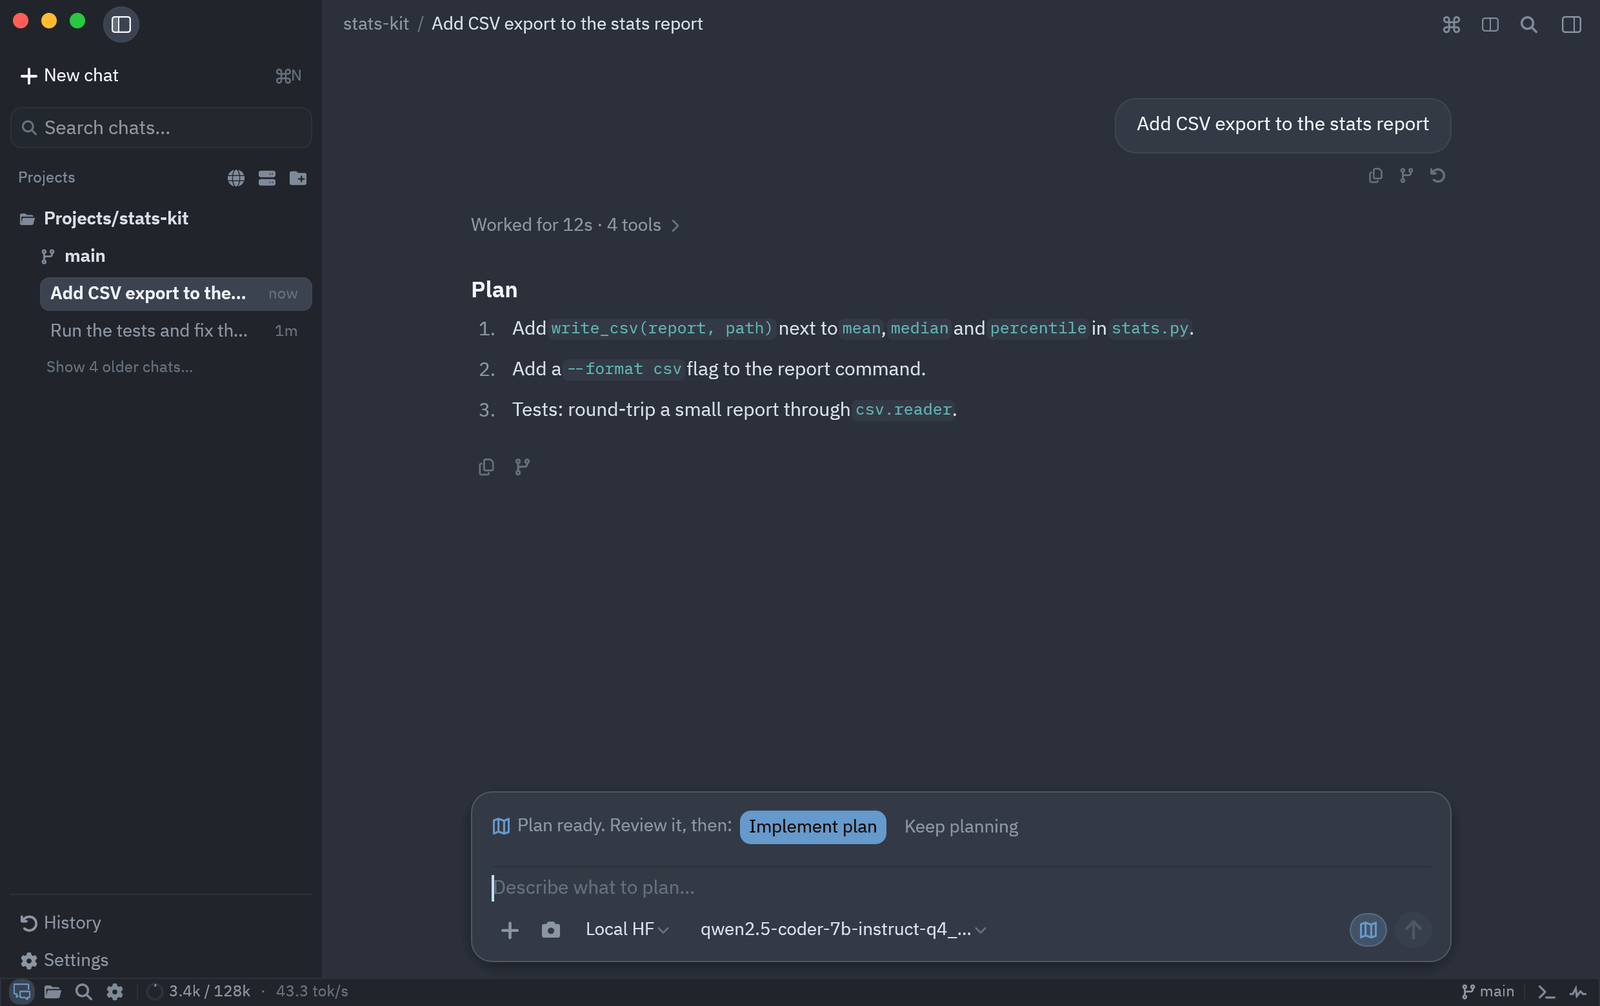 stats-kit / Add CSV export to the stats report
New chat ⌘N
Search chats...
Projects
Projects/stats-kit
main
Add CSV export to the... now
Run the tests and fix th... 1m
Show 4 older chats...
Add CSV export to the stats report
Worked for 12s · 4 tools
Plan
1. Add write_csv(report, path) next to mean, median and percentile in stats.py.
2. Add a --format csv flag to the report command.
3. Tests: round-trip a small report through csv.reader.
Plan ready. Review it, then: Implement plan Keep planning
Describe what to plan...
Local HF qwen2.5-coder-7b-instruct-q4_...
History
Settings
3.4k / 128k · 43.3 tok/s
main